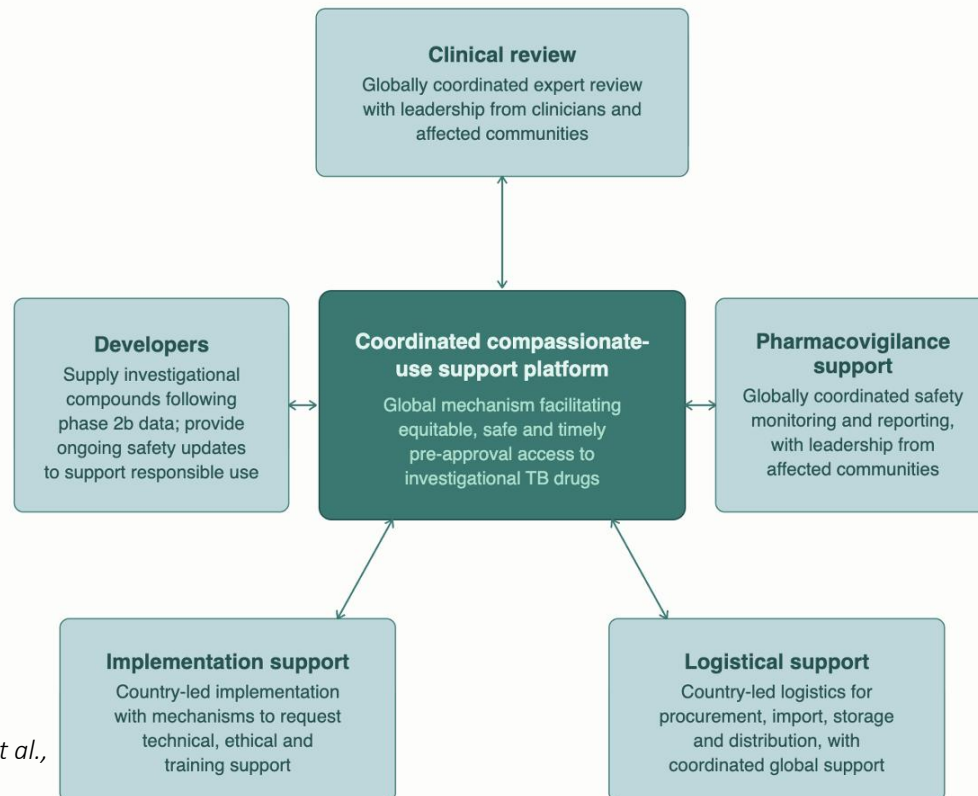 Clinical review
Globally coordinated expert review
with leadership from clinicians and
affected communities
Developers
Supply investigational
compounds following
phase 2b data; provide
ongoing safety updates
to support responsible use
Coordinated compassionate-
use support platform
Global mechanism facilitating
equitable, safe and timely
pre-approval access to
investigational TB drugs
Pharmacovigilance
support
Globally coordinated safety
monitoring and reporting,
with leadership from
affected communities
Implementation support
Country-led implementation
with mechanisms to request
technical, ethical and
training support
Logistical support
Country-led logistics for
procurement, import, storage
and distribution, with
coordinated global support
t al.,